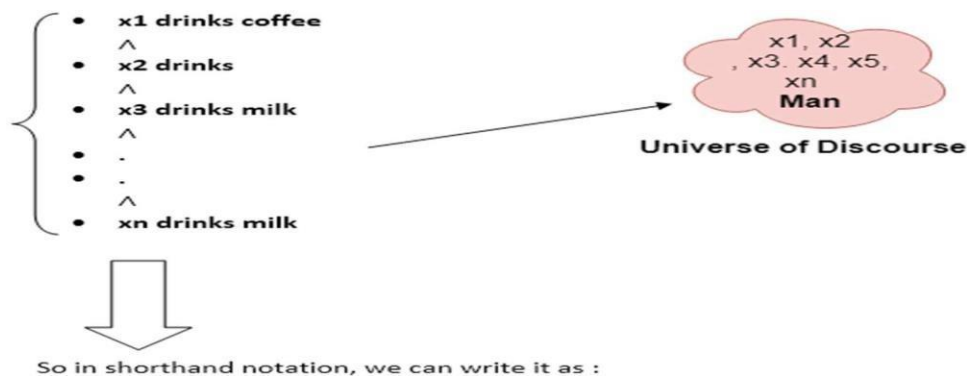 • x1 drinks coffee
∧
• x2 drinks
∧
• x3 drinks milk
∧
• .
• .
∧
• xn drinks milk
x1, x2
, x3. x4, x5,
xn
Man
Universe of Discourse
So in shorthand notation, we can write it as :